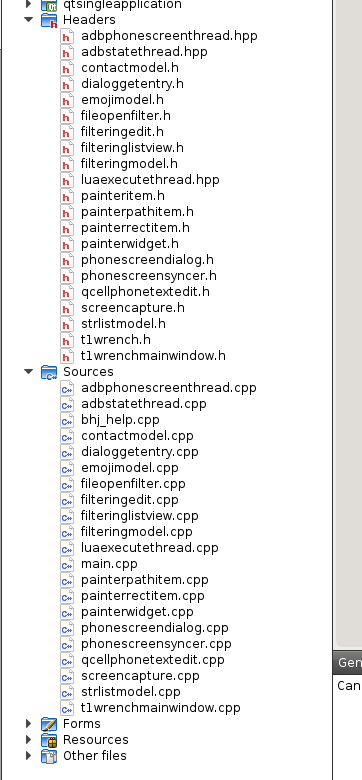 qtsingleapplication
Headers
adbphonescreenthread.hpp
adbstatethread.hpp
contactmodel.h
dialoggetentry.h
emojimodel.h
fileopenfilter.h
filteringedit.h
filteringlistview.h
filteringmodel.h
luaexecutethread.hpp
painteritem.h
painterpathitem.h
painterrectitem.h
painterwidget.h
phonescreendialog.h
phonescreensyncer.h
qcellphonetextedit.h
screencapture.h
strlistmodel.h
t1wrench.h
t1wrenchmainwindow.h
Sources
adbphonescreenthread.cpp
adbstatethread.cpp
bhj_help.cpp
contactmodel.cpp
dialoggetentry.cpp
emojimodel.cpp
fileopenfilter.cpp
filteringedit.cpp
filteringlistview.cpp
filteringmodel.cpp
luaexecutethread.cpp
main.cpp
painterpathitem.cpp
painterrectitem.cpp
painterwidget.cpp
phonescreendialog.cpp
phonescreensyncer.cpp
qcellphonetextedit.cpp
screencapture.cpp
strlistmodel.cpp
t1wrenchmainwindow.cpp
Forms
Resources
Other files
Gen
Can